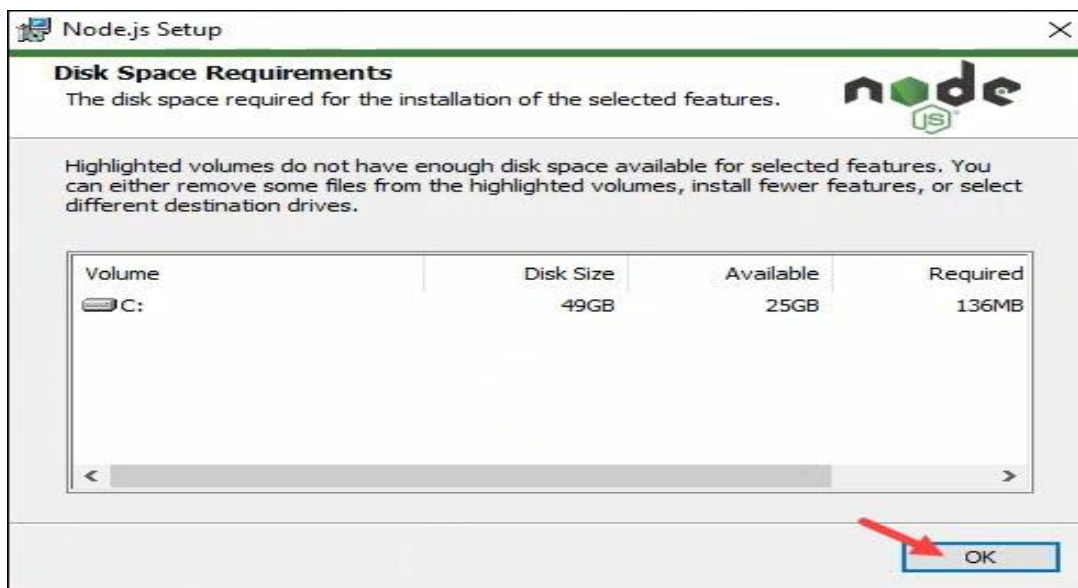 Node.js Setup
Disk Space Requirements
The disk space required for the installation of the selected features.
node
JS
Highlighted volumes do not have enough disk space available for selected features. You
can either remove some files from the highlighted volumes, install fewer features, or select
different destination drives.
Volume Disk Size Available Required
C: 49GB 25GB 136MB
OK